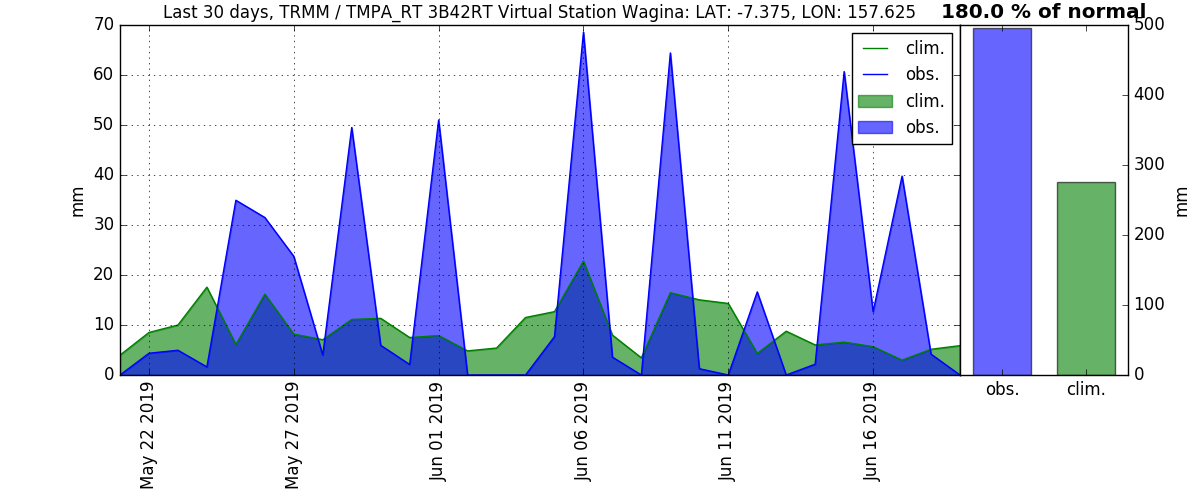 Last 30 days, TRMM / TMPA_RT 3B42RT Virtual Station Wagina: LAT: -7.375, LON: 157.625
180.0 % of normal
70
60
50
40
30
20
10
0
mm
clim.
obs.
clim.
obs.
500
400
300
200
100
0
mm
May 22 2019
May 27 2019
Jun 01 2019
Jun 06 2019
Jun 11 2019
Jun 16 2019
obs.
clim.